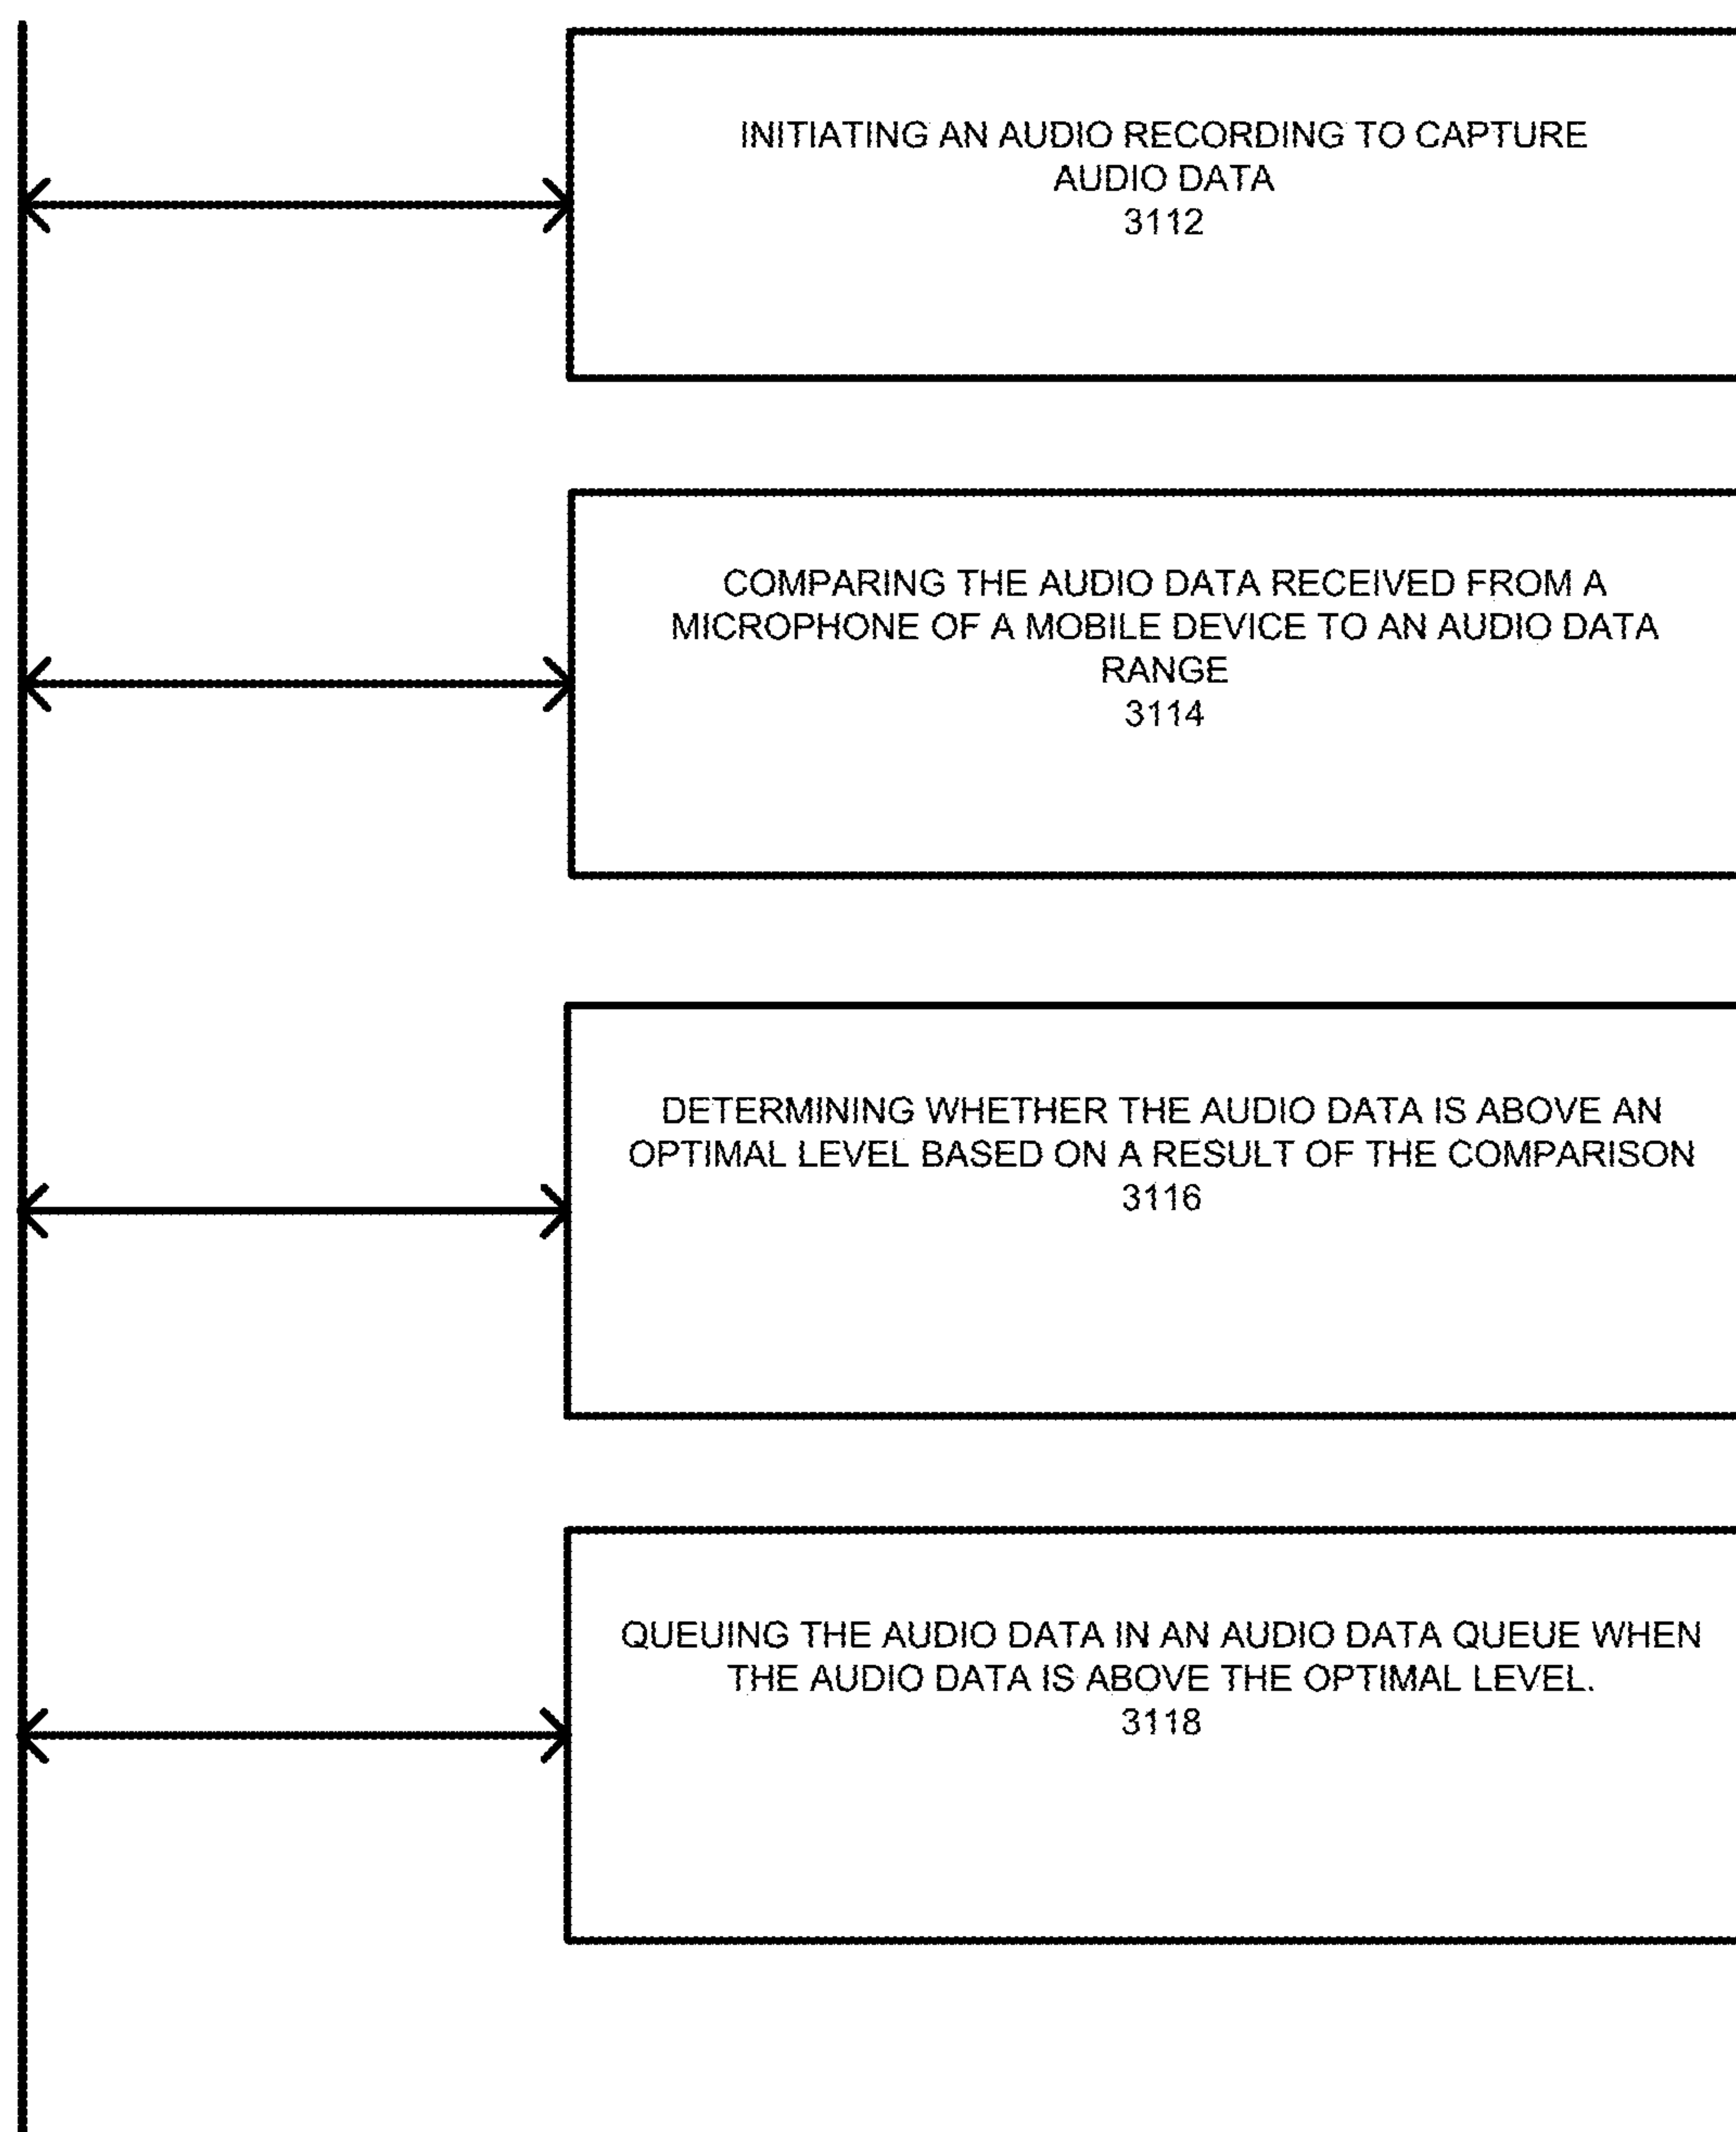 INITIATING AN AUDIO RECORDING TO CAPTURE
AUDIO DATA
3112
COMPARING THE AUDIO DATA RECEIVED FROM A
MICROPHONE OF A MOBILE DEVICE TO AN AUDIO DATA
RANGE
3114
DETERMINING WHETHER THE AUDIO DATA IS ABOVE AN
OPTIMAL LEVEL BASED ON A RESULT OF THE COMPARISON
3116
QUEUING THE AUDIO DATA IN AN AUDIO DATA QUEUE WHEN
THE AUDIO DATA IS ABOVE THE OPTIMAL LEVEL.
3118